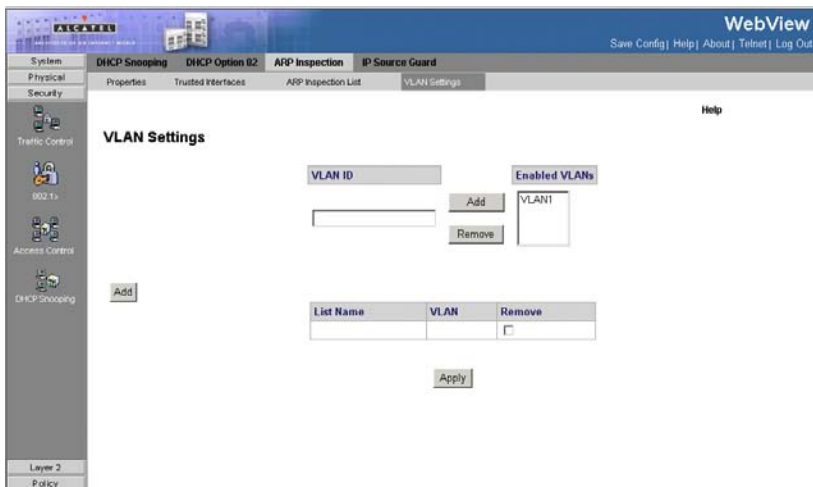 ALCATEL
WebView
Save Config| Help| About| Telnet| Log Out
System
DHCP Snooping DHCP Option 82 ARP Inspection IP Source Guard
Physical
Properties Trusted Interfaces ARP Inspection List VLAN Settings
Security
Help
Traffic Control
VLAN Settings
VLAN ID Enabled VLANs
802.1x
Add VLAN1
Remove
Access Control
DHCP Snooping
Add
List Name VLAN Remove
Apply
Layer 2
Policy